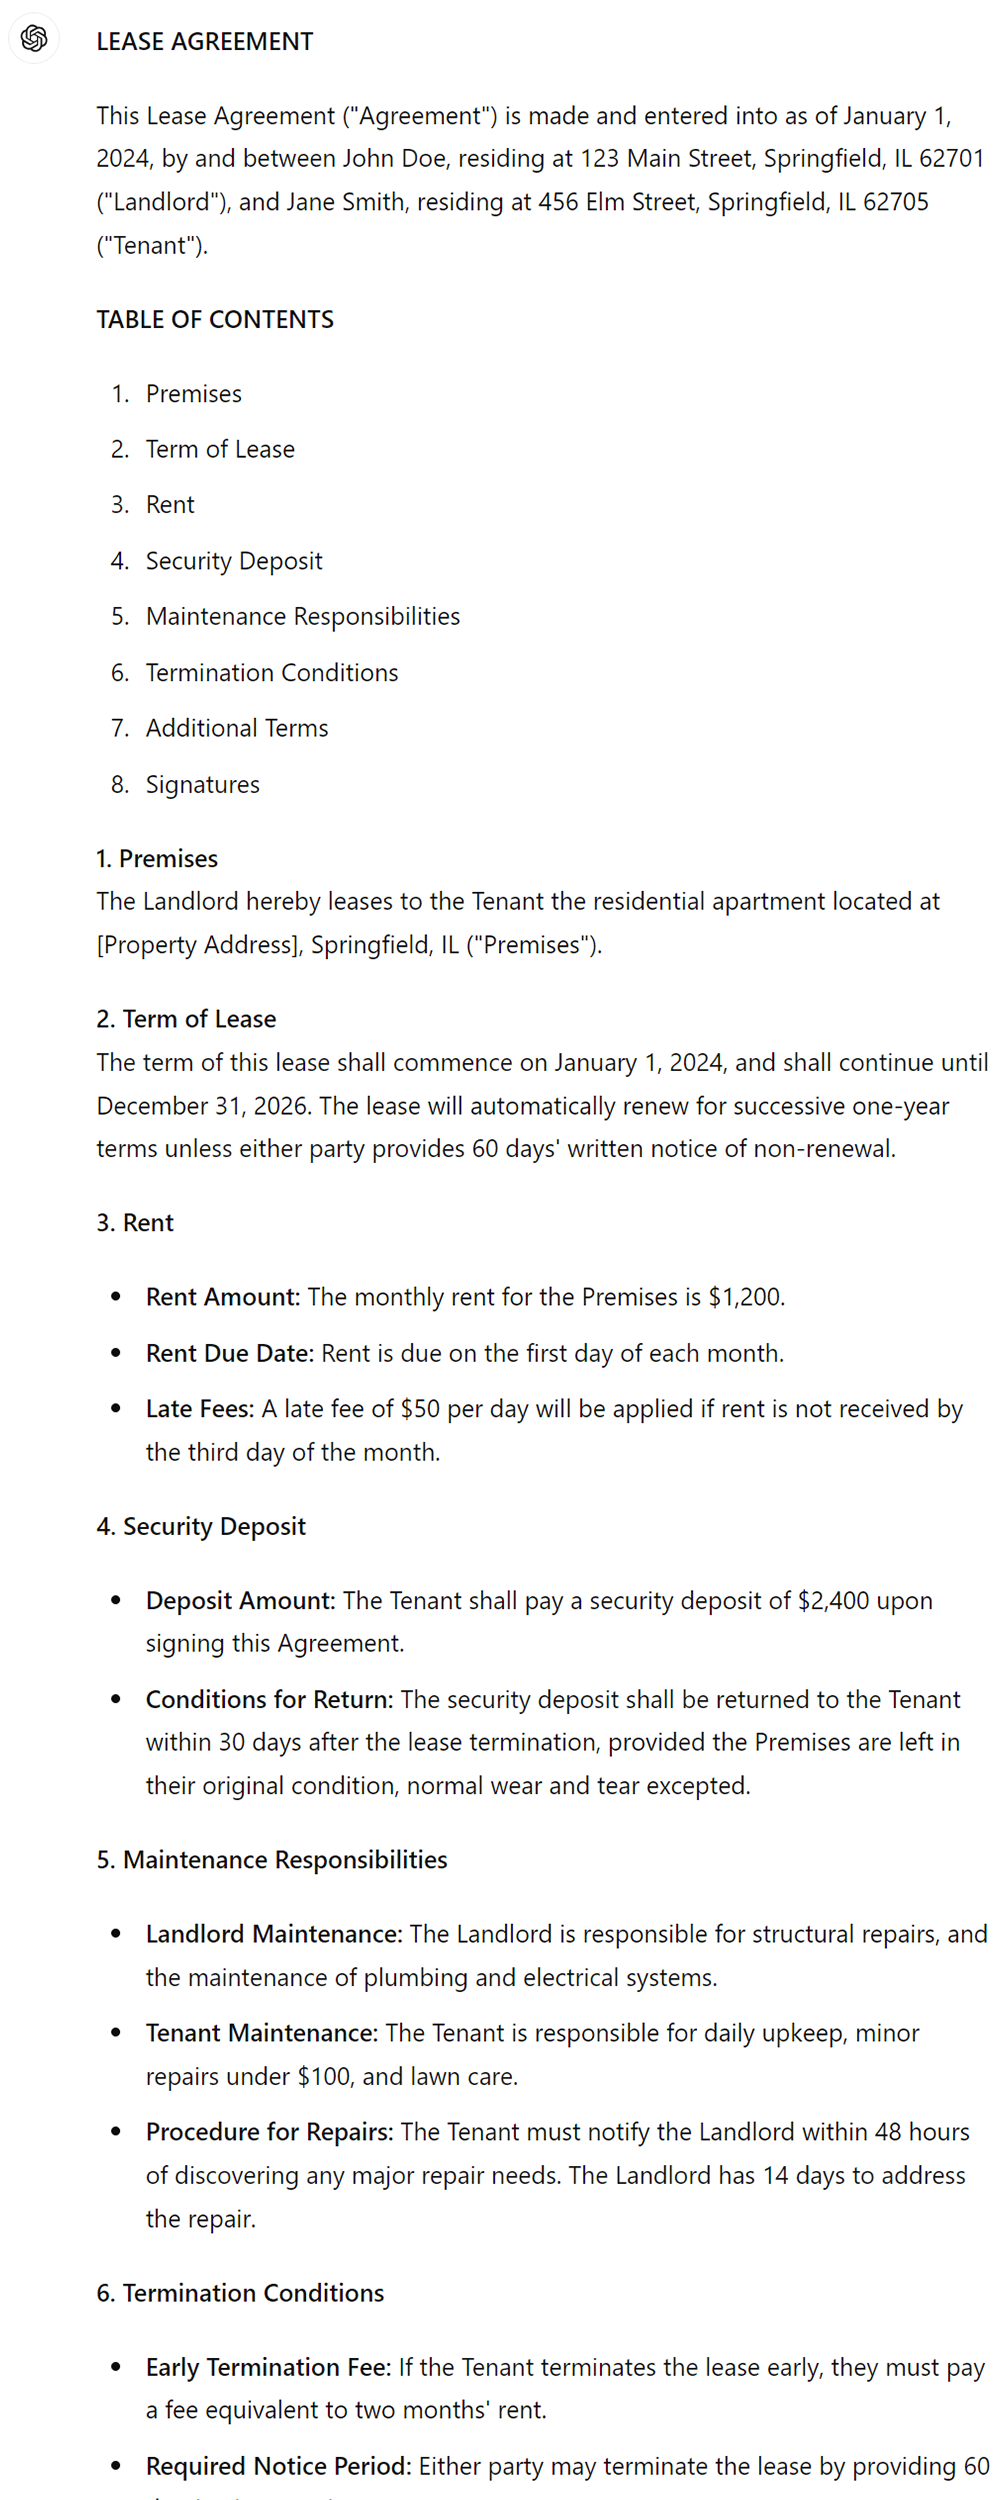 LEASE AGREEMENT
This Lease Agreement ("Agreement") is made and entered into as of January 1,
2024, by and between John Doe, residing at 123 Main Street, Springfield, IL 62701
("Landlord"), and Jane Smith, residing at 456 Elm Street, Springfield, IL 62705
("Tenant").
TABLE OF CONTENTS
1. Premises
2. Term of Lease
3. Rent
4. Security Deposit
5. Maintenance Responsibilities
6. Termination Conditions
7. Additional Terms
8. Signatures
1. Premises
The Landlord hereby leases to the Tenant the residential apartment located at
[Property Address], Springfield, IL ("Premises").
2. Term of Lease
The term of this lease shall commence on January 1, 2024, and shall continue until
December 31, 2026. The lease will automatically renew for successive one-year
terms unless either party provides 60 days' written notice of non-renewal.
3. Rent
• Rent Amount: The monthly rent for the Premises is $1,200.
• Rent Due Date: Rent is due on the first day of each month.
• Late Fees: A late fee of $50 per day will be applied if rent is not received by
the third day of the month.
4. Security Deposit
• Deposit Amount: The Tenant shall pay a security deposit of $2,400 upon
signing this Agreement.
• Conditions for Return: The security deposit shall be returned to the Tenant
within 30 days after the lease termination, provided the Premises are left in
their original condition, normal wear and tear excepted.
5. Maintenance Responsibilities
• Landlord Maintenance: The Landlord is responsible for structural repairs, and
the maintenance of plumbing and electrical systems.
• Tenant Maintenance: The Tenant is responsible for daily upkeep, minor
repairs under $100, and lawn care.
• Procedure for Repairs: The Tenant must notify the Landlord within 48 hours
of discovering any major repair needs. The Landlord has 14 days to address
the repair.
6. Termination Conditions
• Early Termination Fee: If the Tenant terminates the lease early, they must pay
a fee equivalent to two months' rent.
• Required Notice Period: Either party may terminate the lease by providing 60